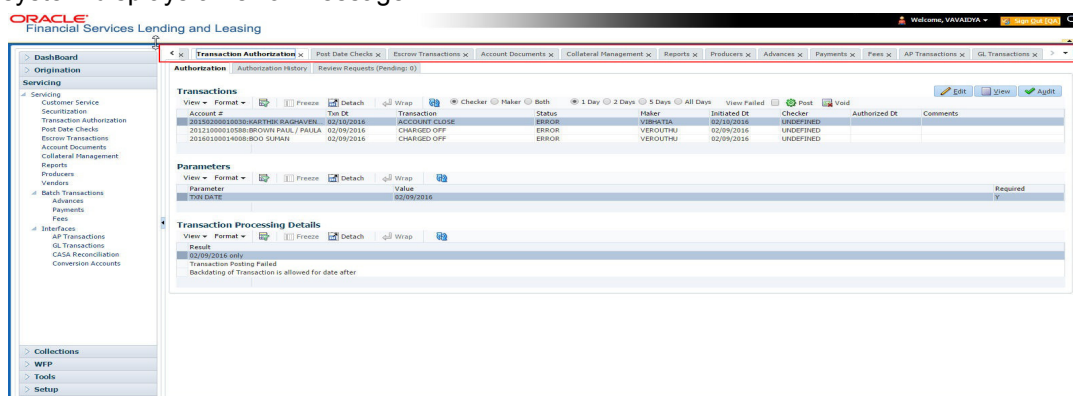 ORACLE
Financial Services Lending and Leasing
Welcome, VAVAIDYA
Sign Out [QA]
DashBoard
Origination
Servicing
Servicing
Customer Service
Securitization
Transaction Authorization
Post Date Checks
Escrow Transactions
Account Documents
Collateral Management
Reports
Producers
Vendors
Batch Transactions
Advances
Payments
Fees
Interfaces
AP Transactions
GL Transactions
CASA Reconciliation
Conversion Accounts
Collections
WFP
Tools
Setup
Transaction Authorization x Post Date Checks x Escrow Transactions x Account Documents x Collateral Management x Reports x Producers x Advances x Payments x Fees x AP Transactions x GL Transactions x
Authorization Authorization History Review Requests (Pending: 0)
Transactions
Edit View Audit
View Format Freeze Detach Wrap Checker Maker Both 1 Day 2 Days 5 Days All Days View Failed Post Void
Account # Txn Dt Transaction Status Maker Initiated Dt Checker Authorized Dt Comments
20150200010030:KARTHIK RAGHAVEN... 02/10/2016 ACCOUNT CLOSE ERROR VIBHATIA 02/10/2016 UNDEFINED
20121000010588:BROWN PAUL / PAULA 02/09/2016 CHARGED OFF ERROR VEROUTHU 02/09/2016 UNDEFINED
20160100014008:BOO SUMAN 02/09/2016 CHARGED OFF ERROR VEROUTHU 02/09/2016 UNDEFINED
Parameters
View Format Freeze Detach Wrap
Parameter Value Required
TXN DATE 02/09/2016 Y
Transaction Processing Details
View Format Freeze Detach Wrap
Result
02/09/2016 only
Transaction Posting Failed
Backdating of Transaction is allowed for date after